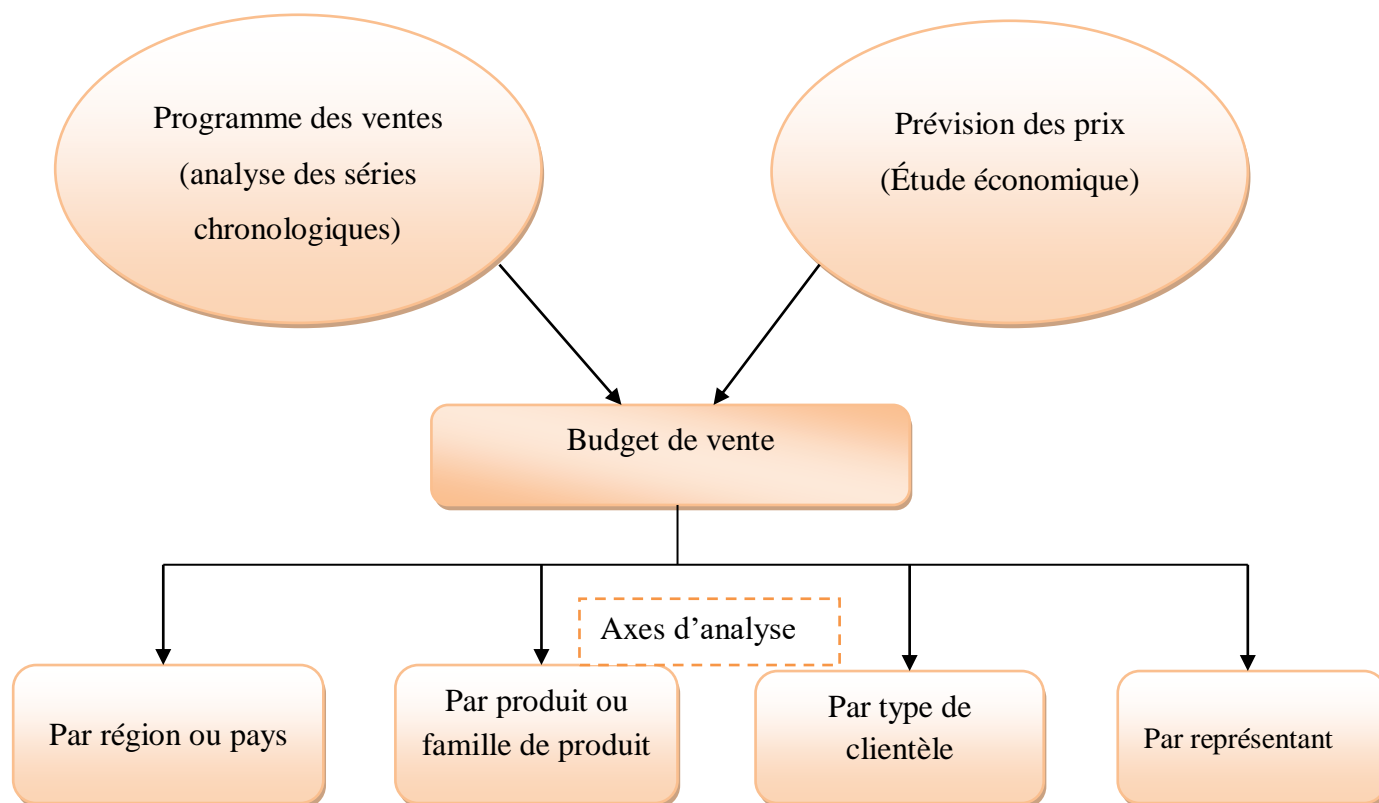 Programme des ventes
(analyse des séries
chronologiques)
Prévision des prix
(Étude économique)
Budget de vente
Axes d’analyse
Par région ou pays
Par produit ou
famille de produit
Par type de
clientèle
Par représentant